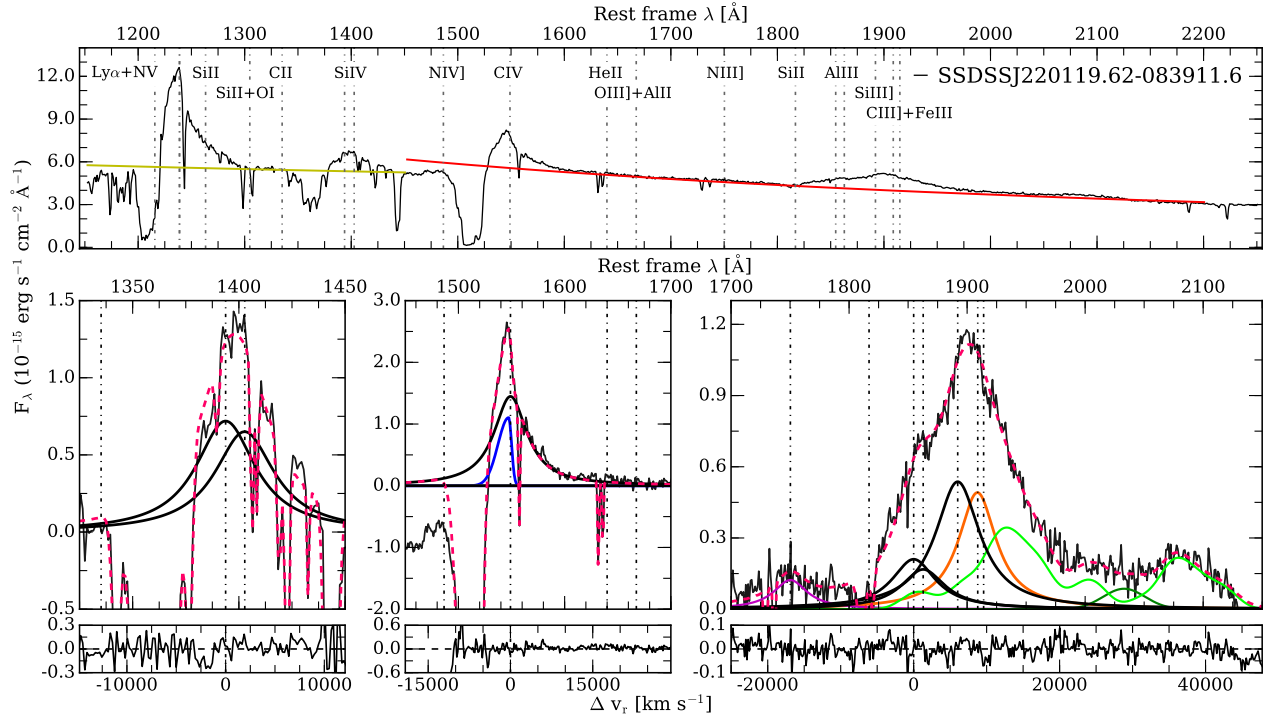 Rest frame λ [Å]
1200 1300 1400 1500 1600 1700 1800 1900 2000 2100 2200
12.0
9.0
6.0
3.0
0.0
Lyα+NV SiII CII SiIV NIV] CIV HeII NIII] SiII AlIII − SSDSSJ220119.62-083911.6
SiII+OI OIII]+AlII SiIII]
CIII]+FeIII
F_λ (10⁻¹⁵ erg s⁻¹ cm⁻² Å⁻¹)
Rest frame λ [Å]
1350 1400 1450
1500 1600 1700
1700 1800 1900 2000 2100
1.5
1.0
0.5
0.0
-0.5
3.0
2.0
1.0
0.0
-1.0
-2.0
1.2
0.9
0.6
0.3
0.0
0.3
0.0
-0.3
0.6
0.0
-0.6
0.1
0.0
-0.1
-10000 0 10000
-15000 0 15000
-20000 0 20000 40000
Δ vᵣ [km s⁻¹]